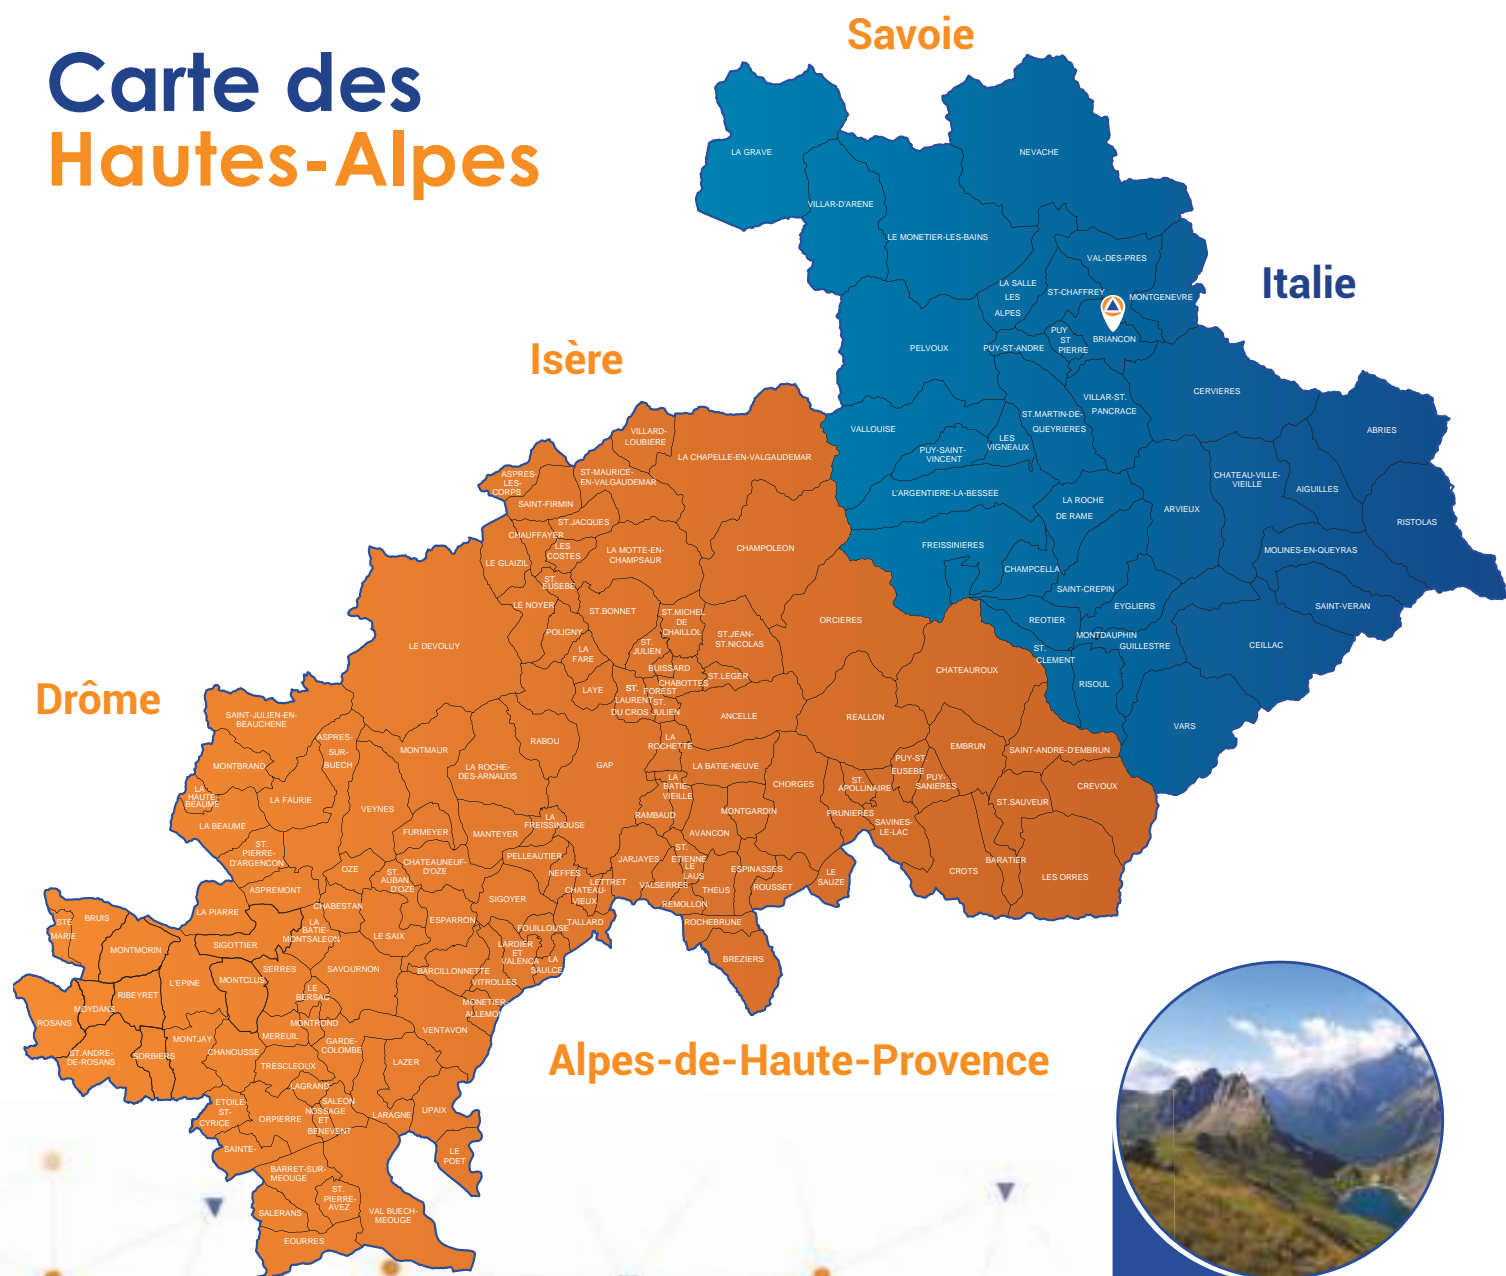 Carte des
Hautes-Alpes
Savoie
Italie
Isère
Drôme
Alpes-de-Haute-Provence
LA GRAVE
NEVACHE
VILLAR-D'ARENE
LE MONETIER-LES-BAINS
VAL-DES-PRES
LA SALLE
LES
ALPES
ST-CHAFFREY
MONTGENEVRE
PUY
ST
PIERRE
BRIANCON
PELVOUX
PUY-ST-ANDRE
CERVIERES
VILLAR-ST.
PANCRACE
ST.MARTIN-DE-
QUEYRIERES
VALLOUISE
LES
VIGNEAUX
PUY-SAINT-
VINCENT
ABRIES
CHATEAU-VILLE-
VIEILLE
AIGUILLES
L'ARGENTIERE-LA-BESSEE
LA ROCHE
DE RAME
ARVIEUX
RISTOLAS
FREISSINIERES
MOLINES-EN-QUEYRAS
CHAMPCELLA
SAINT-CREPIN
EYGLIERS
SAINT-VERAN
REOTIER
MONTDAUPHIN
GUILLESTRE
CEILLAC
ST.
CLEMENT
RISOUL
VARS
VILLARD-
LOUBIERE
LA CHAPELLE-EN-VALGAUDEMAR
ASPRES-
LES-
CORPS
ST-MAURICE-
EN-VALGAUDEMAR
SAINT-FIRMIN
ST.JACQUES
CHAUFFAYER
LES
COSTES
LA MOTTE-EN-
CHAMPSAUR
CHAMPOLEON
LE GLAIZIL
ST.
EUSEBE
LE NOYER
ST.BONNET
ST.MICHEL
DE
CHAILLOL
ORCIERES
POLIGNY
ST.JEAN-
ST.NICOLAS
LE DEVOLUY
LA
FARE
ST.
JULIEN
BUISSARD
ST.LEGER
CHATEAUROUX
LAYE
CHABOTTES
ST.
LAURENT
DU CROS
FOREST
ST.
JULIEN
ANCELLE
REALLON
SAINT-JULIEN-EN-
BEAUCHENE
ASPRES-
SUR-
BUECH
MONTMAUR
RABOU
LA
ROCHETTE
EMBRUN
SAINT-ANDRE-D'EMBRUN
MONTBRAND
LA ROCHE-
DES-ARNAUDS
GAP
LA BATIE-NEUVE
PUY-ST.
EUSEBE
PUY-
SANIERES
LA
HAUTE
BEAUME
LA FAURIE
VEYNES
LA
BATIE-
VIEILLE
CHORGES
ST.
APOLLINAIRE
CREVOUX
LA BEAUME
FURMEYER
MANTEYER
LA
FREISSINOUSE
RAMBAUD
MONTGARDIN
PRUNIERES
SAVINES-
LE-LAC
ST.SAUVEUR
AVANCON
ST.
PIERRE-
D'ARGENCON
OZE
ST.
AUBAN
D'OZE
CHATEAUNEUF-
D'OZE
PELLEAUTIER
NEFFES
JARJAYES
ST.
ETIENNE
LE
LAUS
ESPINASSES
BARATIER
CROTS
LES ORRES
LE
SAUZE
ASPREMONT
SIGOYER
CHATEAU-
VIEUX
LETTRET
VALSERRES
THEUS
ROUSSET
REMOLLON
LA PIARRE
CHABESTAN
ESPARRON
FOUILLOUSE
TALLARD
ROCHEBRUNE
STE
MARIE
BRUIS
MONTMORIN
SIGOTTIER
LA
BATIE-
MONTSALEON
LE SAIX
LARDIER
ET
VALENCA
LA
SAULCE
BREZIERS
L'EPINE
MONTCLUS
SERRES
SAVOURNON
BARCILLONNETTE
VITROLLES
RIBEYRET
LE
BERSAC
MONETIER-
ALLEMON
MOYDANS
ROSANS
MONTROND
VENTAVON
MONTJAY
MEREUIL
GARDE-
COLOMBE
ST.ANDRE-
DE-ROSANS
SORBIERS
CHANOUSSE
TRESCLEOUX
LAZER
LAGRAND
ETOILE-
ST-
CYRICE
ORPIERRE
SALEON
NOSSAGE
ET
BENEVENT
LARAGNE
UPAIX
SAINTE-
LE
POET
BARRET-SUR-
MEOUGE
ST.
PIERRE-
AVEZ
SALERANS
VAL BUECH-
MEOUGE
EOURRES